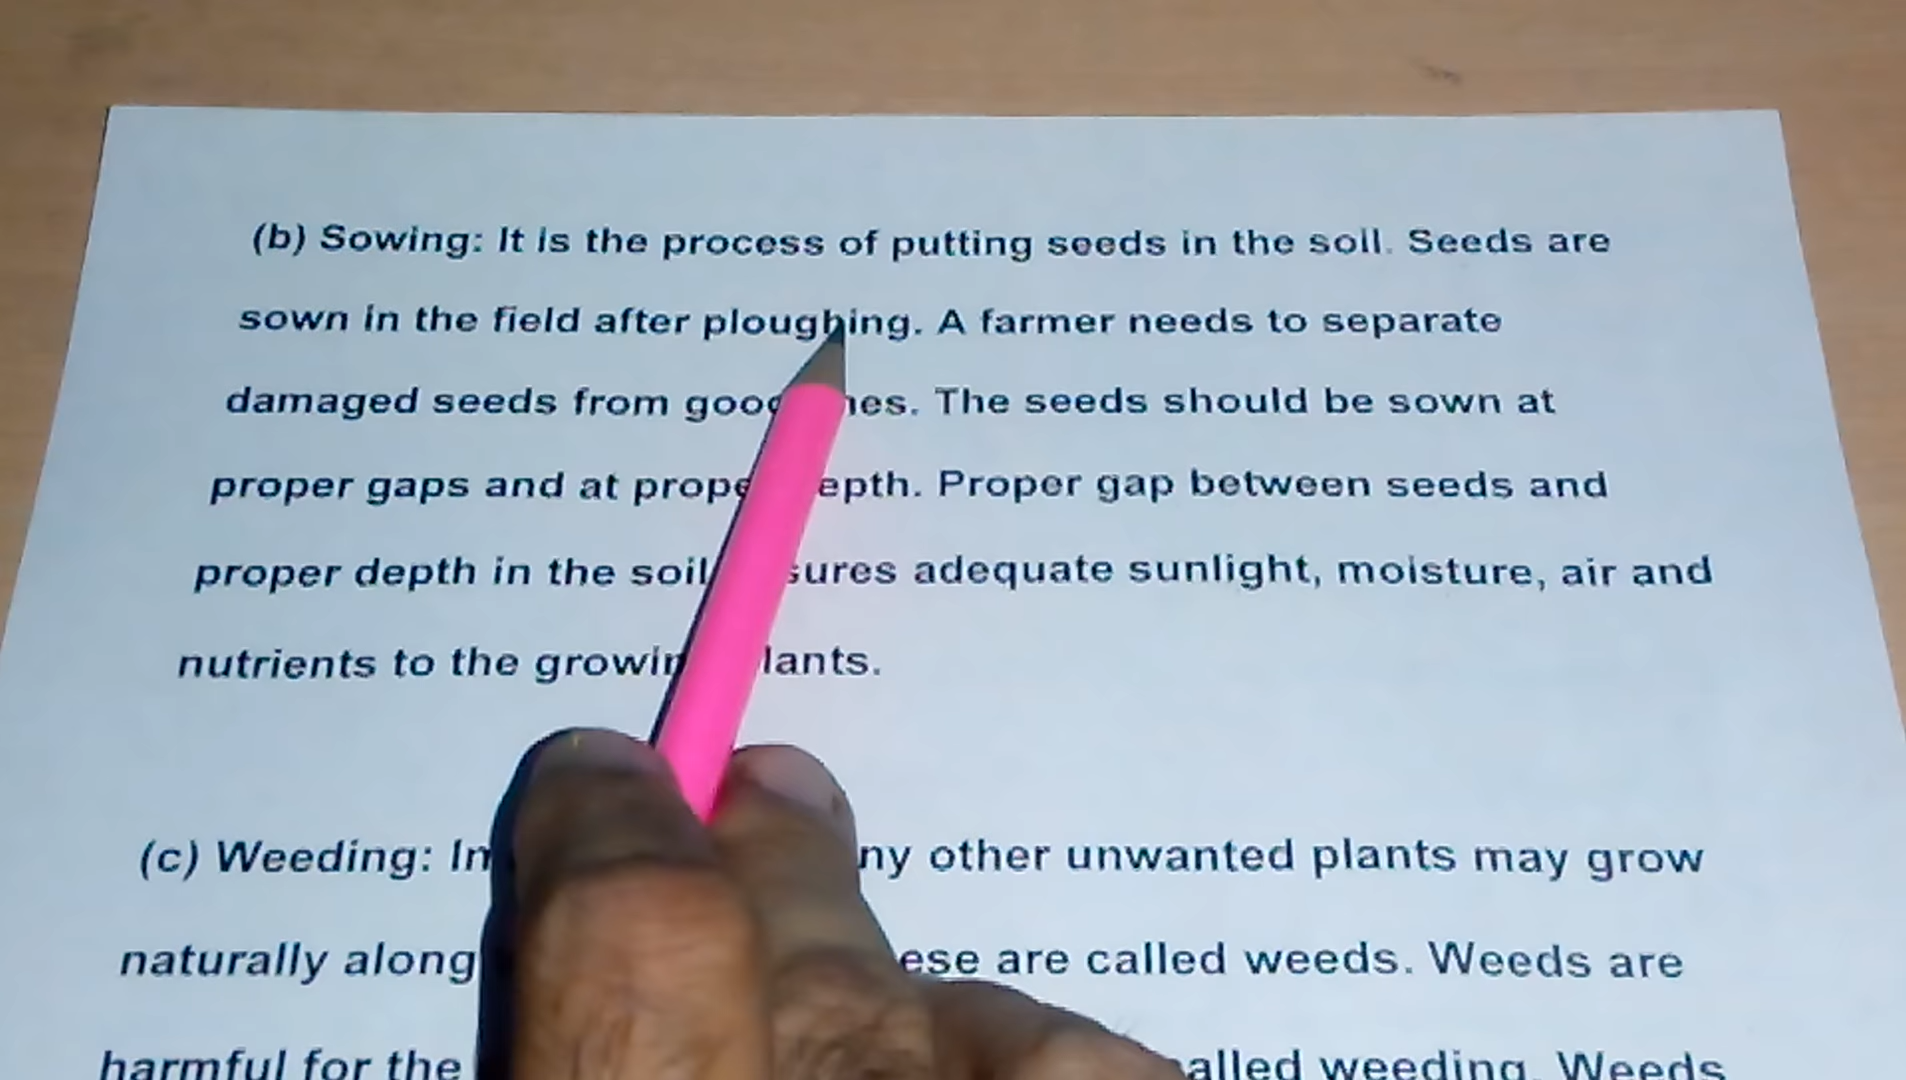 (b) Sowing: It is the process of putting seeds in the soil. Seeds are
sown in the field after ploughing. A farmer needs to separate
damaged seeds from good ones. The seeds should be sown at
proper gaps and at proper depth. Proper gap between seeds and
proper depth in the soil ensures adequate sunlight, moisture, air and
nutrients to the growing plants.
(c) Weeding: other unwanted plants may grow
naturally along are called weeds. Weeds are
harmful for the called weeding. Weeds